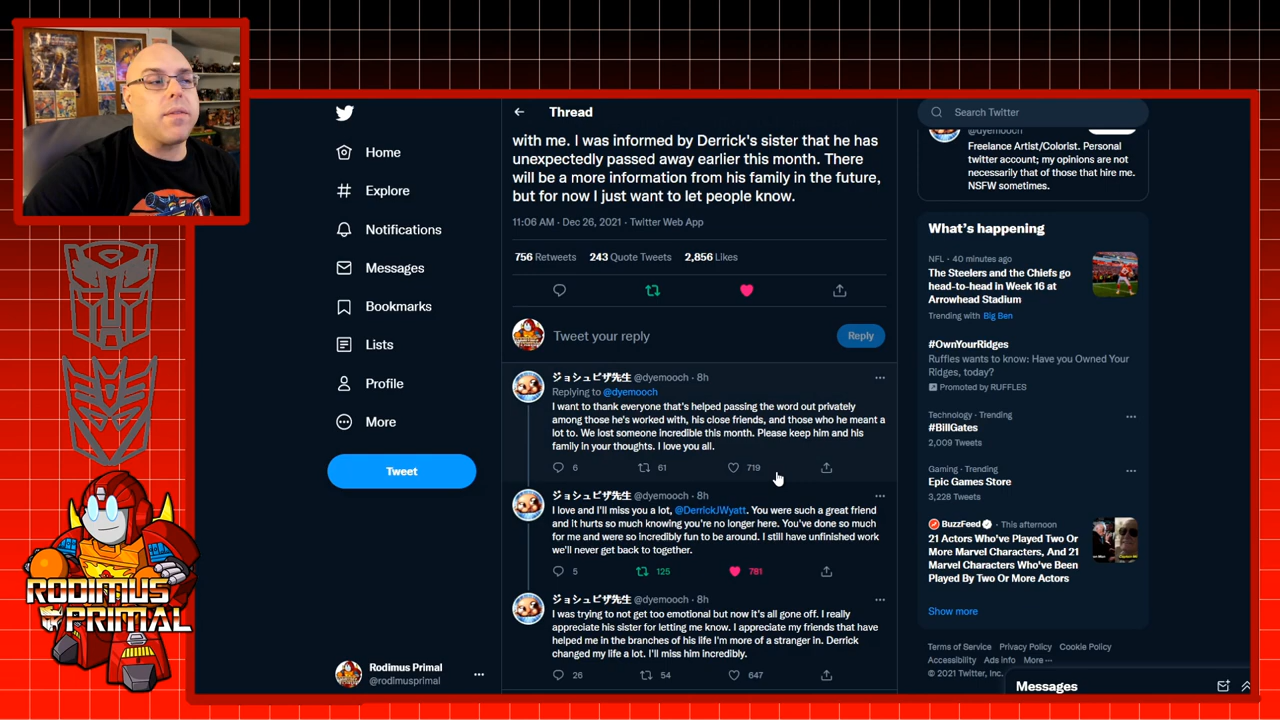 Thread
with me. I was informed by Derrick's sister that he has
unexpectedly passed away earlier this month. There
will be a more information from his family in the future,
but for now I just want to let people know.
11:06 AM · Dec 26, 2021 · Twitter Web App
756 Retweets 243 Quote Tweets 2,856 Likes
Tweet your reply
Reply
ジョシュピザ先生 @dyemooch · 8h
Replying to @dyemooch
I want to thank everyone that's helped passing the word out privately
among those he's worked with, his close friends, and those who he meant a
lot to. We lost someone incredible this month. Please keep him and his
family in your thoughts. I love you all.
6 61 719
ジョシュピザ先生 @dyemooch · 8h
I love and I'll miss you a lot, @DerrickJWyatt. You were such a great friend
and it hurts so much knowing you're no longer here. You've done so much
for me and were so incredibly fun to be around. I still have unfinished work
we'll never get back to together.
5 125 781
ジョシュピザ先生 @dyemooch · 8h
I was trying to not get too emotional but now it's all gone off. I really
appreciate his sister for letting me know. I appreciate my friends that have
helped me in the branches of his life I'm more of a stranger in. Derrick
changed my life a lot. I'll miss him incredibly.
26 54 647
Home
Explore
Notifications
Messages
Bookmarks
Lists
Profile
More
Tweet
Rodimus Primal
@rodimusprimal
RODIMUS
PRIMAL
Search Twitter
@dyemooch
Freelance Artist/Colorist. Personal
twitter account; my opinions are not
necessarily that of those that hire me.
NSFW sometimes.
What's happening
NFL · 40 minutes ago
The Steelers and the Chiefs go
head-to-head in Week 16 at
Arrowhead Stadium
Trending with Big Ben
#OwnYourRidges
Ruffles wants to know: Have you Owned Your
Ridges, today?
Promoted by RUFFLES
Technology · Trending
#BillGates
2,009 Tweets
Gaming · Trending
Epic Games Store
3,228 Tweets
BuzzFeed · This afternoon
21 Actors Who've Played Two Or
More Marvel Characters, And 21
Marvel Characters Who've Been
Played By Two Or More Actors
Show more
Terms of Service Privacy Policy Cookie Policy
Accessibility Ads info More ···
© 2021 Twitter, Inc.
Messages